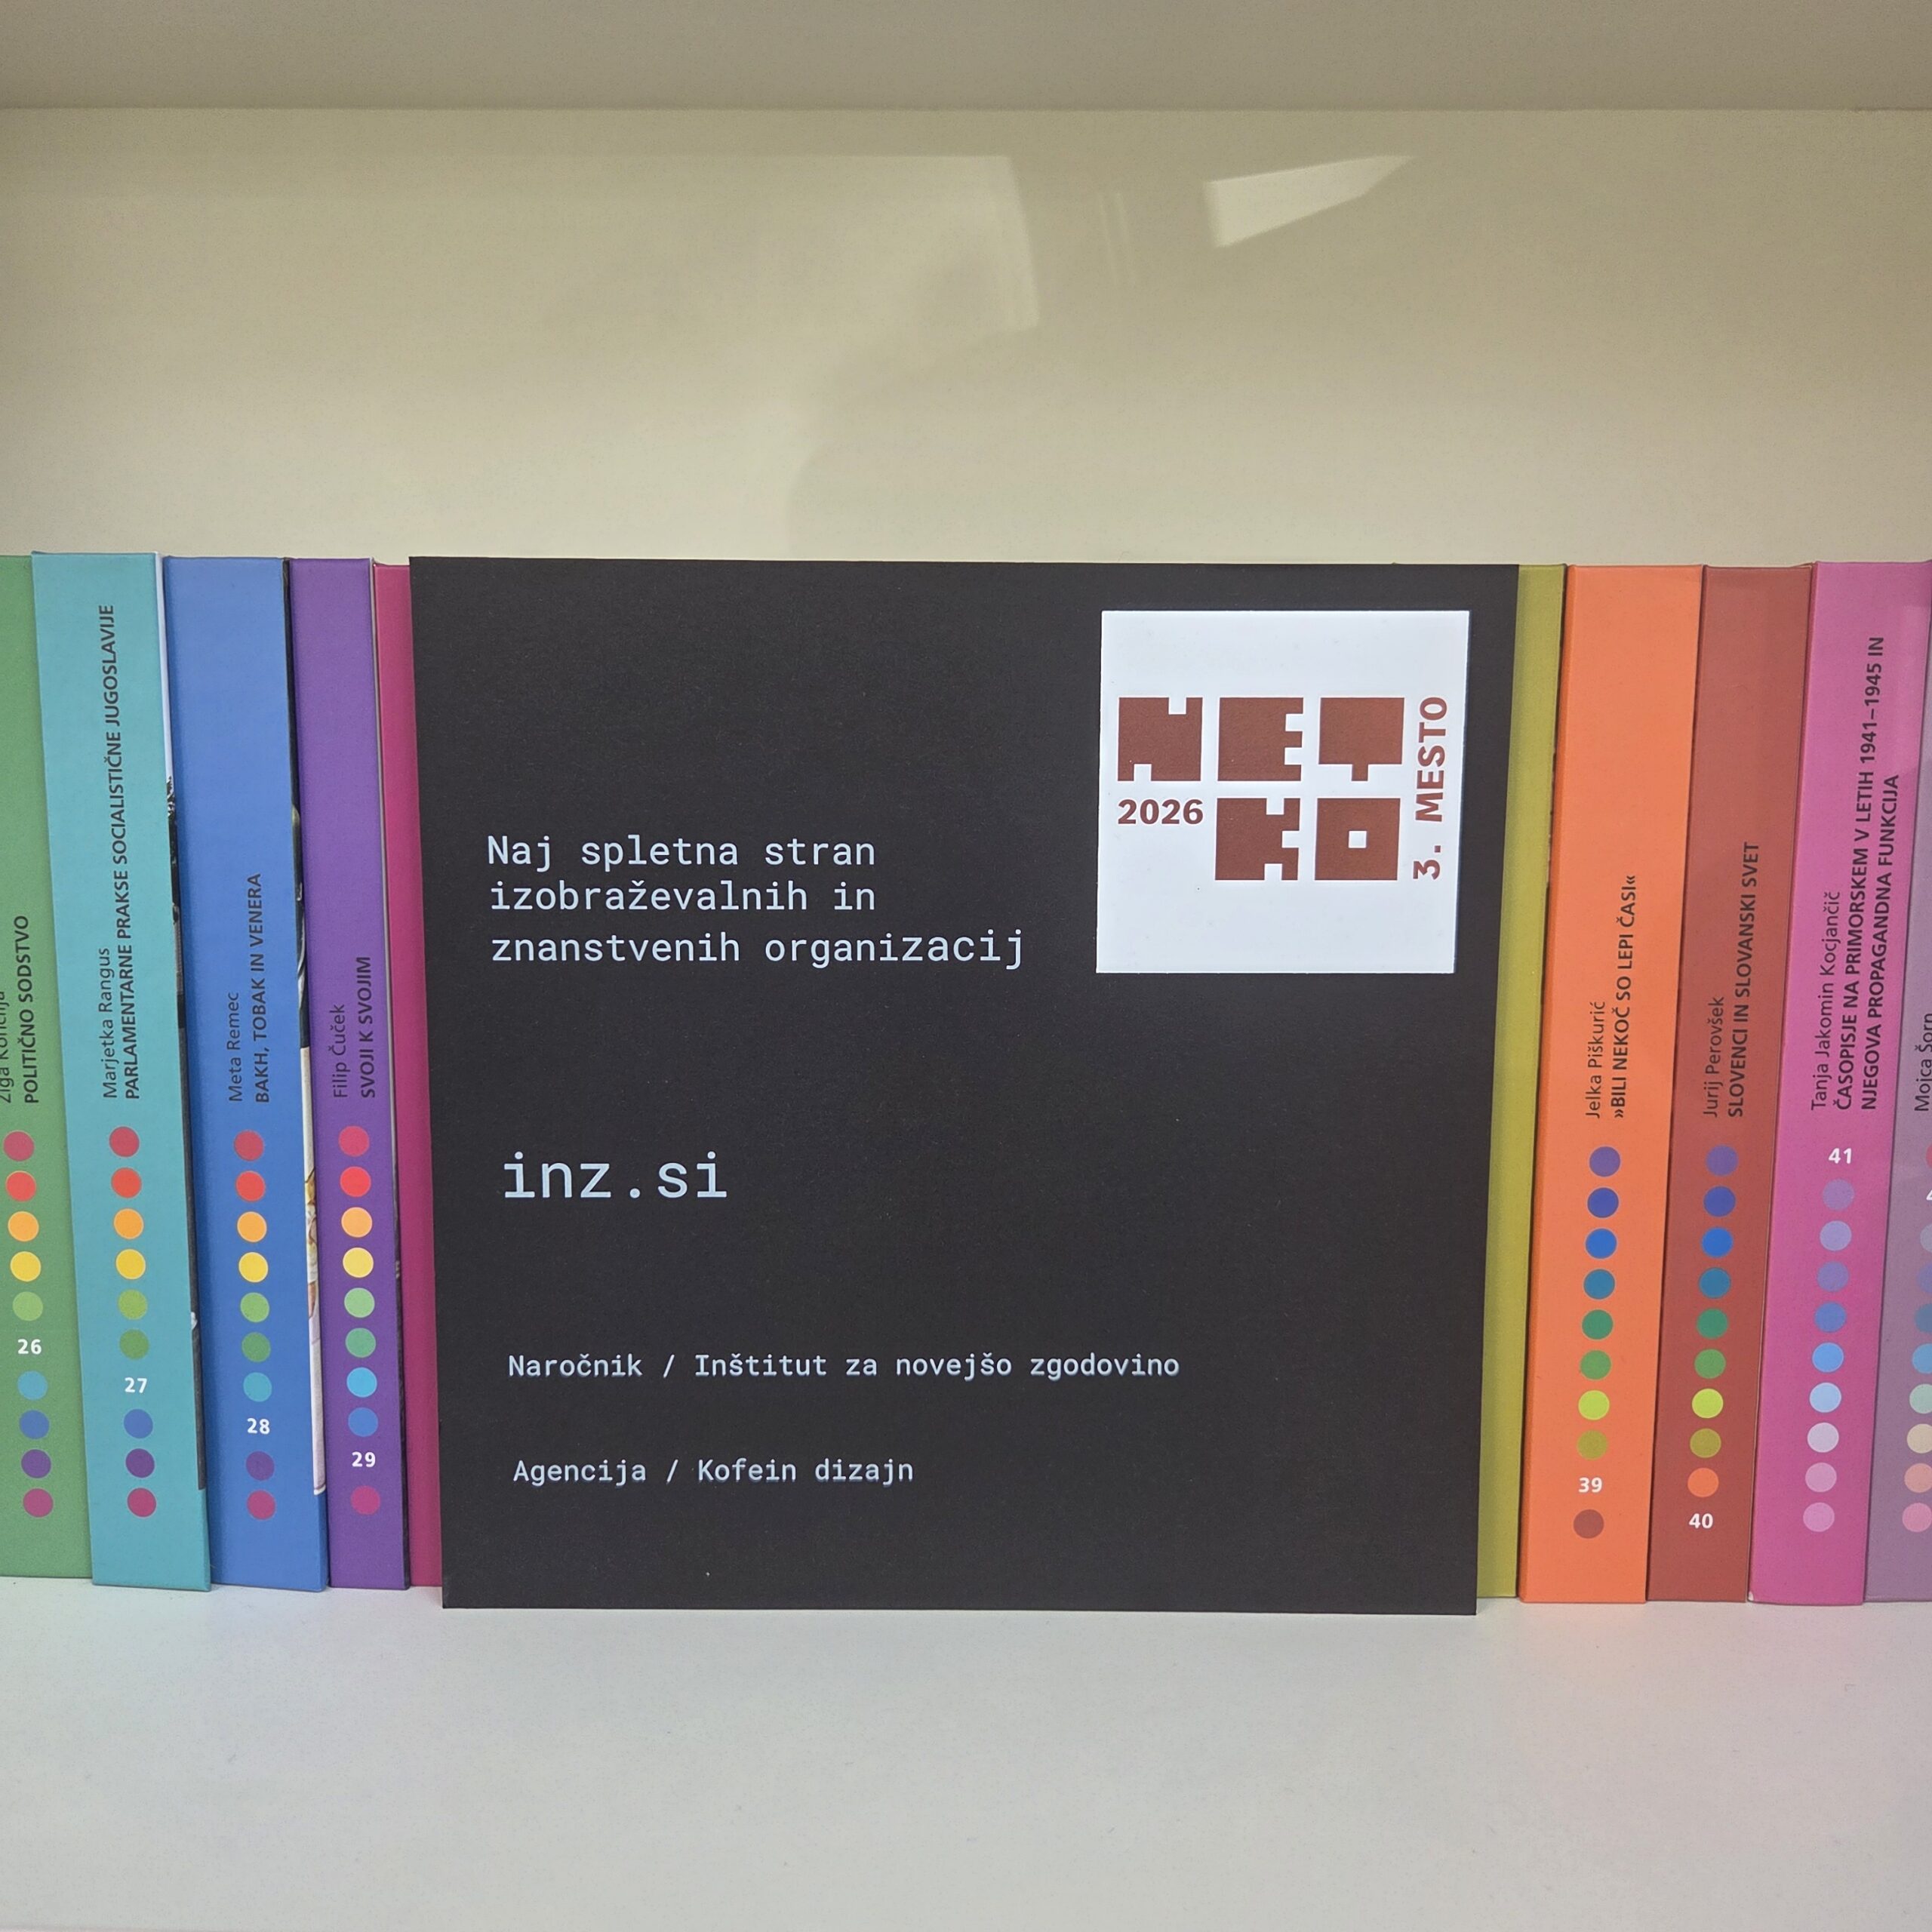 POLITIČNO SODSTVO
26
Marjetka Rangus
PARLAMENTARNE PRAKSE SOCIALISTIČNE JUGOSLAVIJE
27
Meta Remec
BAKH, TOBAK IN VENERA
28
Filip Čuček
SVOJI K SVOJIM
29
NET
2026 KO
3. MESTO
Naj spletna stran
izobraževalnih in
znanstvenih organizacij
inz.si
Naročnik / Inštitut za novejšo zgodovino
Agencija / Kofein dizajn
Jelka Piškurić
»BILI NEKOČ SO LEPI ČASI«
39
Jurij Perovšek
SLOVENCI IN SLOVANSKI SVET
40
Tanja Jakomin Kocjančič
ČASOPISJE NA PRIMORSKEM V LETIH 1941–1945 IN
NJEGOVA PROPAGANDNA FUNKCIJA
41
Mojca Šorn